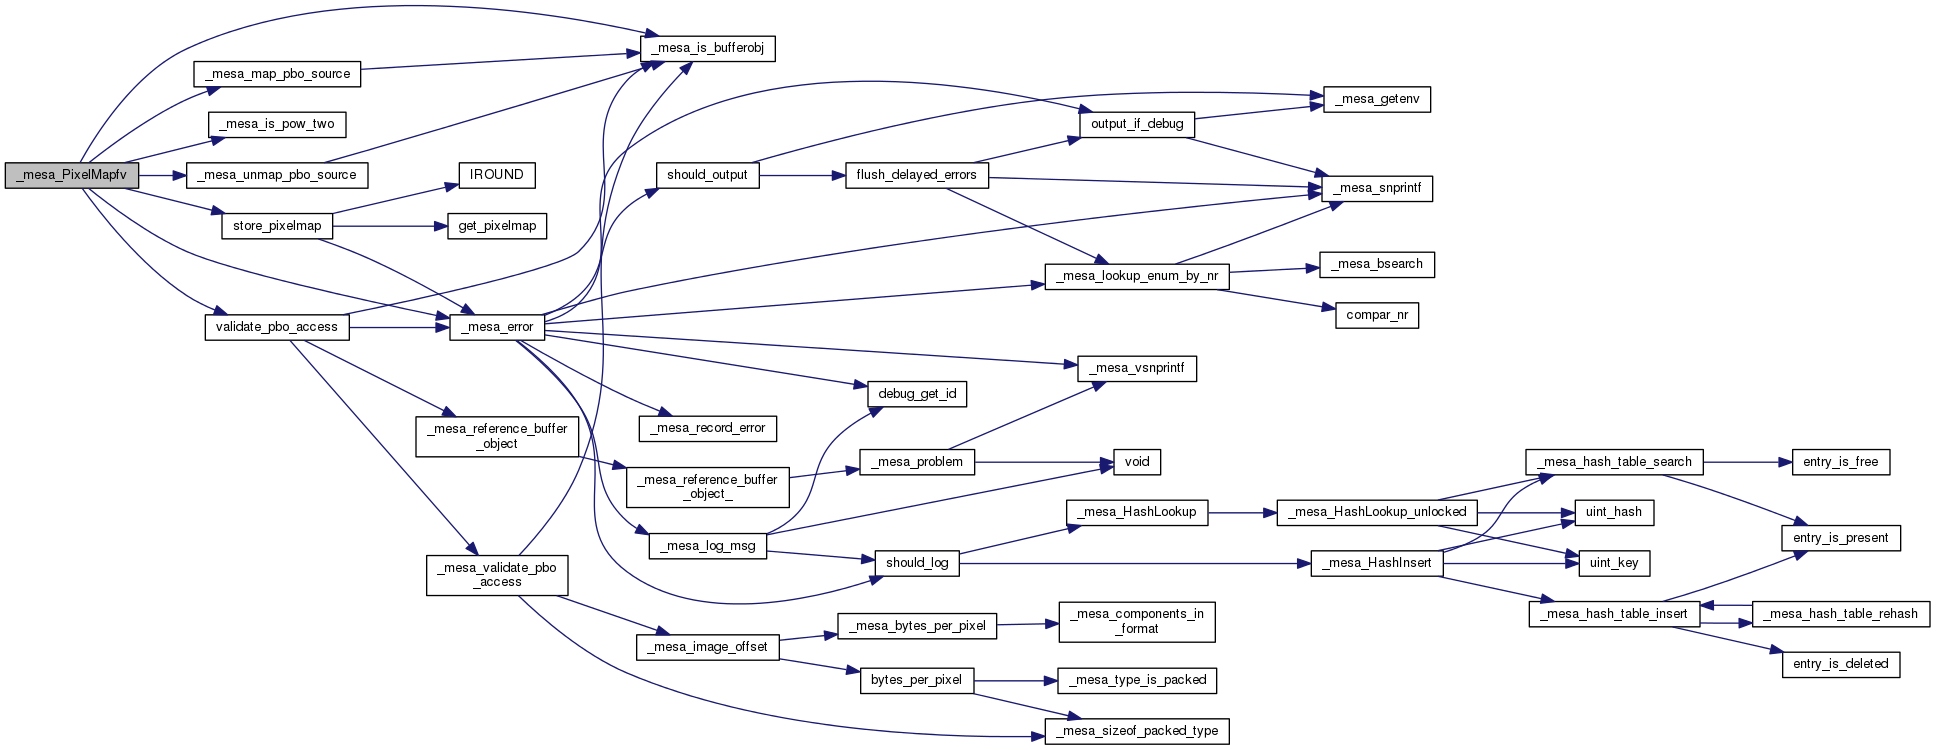 _mesa_PixelMapfv
_mesa_is_bufferobj
_mesa_map_pbo_source
_mesa_is_pow_two
_mesa_unmap_pbo_source
store_pixelmap
IROUND
get_pixelmap
validate_pbo_access
_mesa_error
should_output
flush_delayed_errors
output_if_debug
_mesa_getenv
_mesa_snprintf
_mesa_lookup_enum_by_nr
_mesa_bsearch
compar_nr
_mesa_vsnprintf
debug_get_id
_mesa_record_error
_mesa_reference_buffer
_object
_mesa_reference_buffer
_object_
_mesa_problem
void
_mesa_log_msg
should_log
_mesa_HashLookup
_mesa_HashLookup_unlocked
_mesa_hash_table_search
entry_is_free
uint_hash
entry_is_present
uint_key
_mesa_HashInsert
_mesa_hash_table_insert
_mesa_hash_table_rehash
entry_is_deleted
_mesa_validate_pbo
_access
_mesa_image_offset
_mesa_bytes_per_pixel
_mesa_components_in
_format
bytes_per_pixel
_mesa_type_is_packed
_mesa_sizeof_packed_type